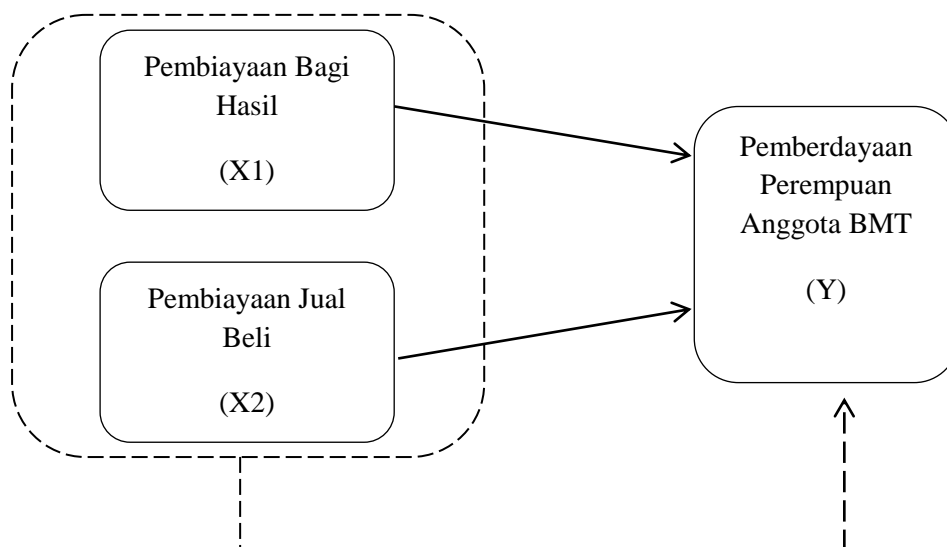 Pembiayaan Bagi
Hasil
(X1)
Pembiayaan Jual
Beli
(X2)
Pemberdayaan
Perempuan
Anggota BMT
(Y)